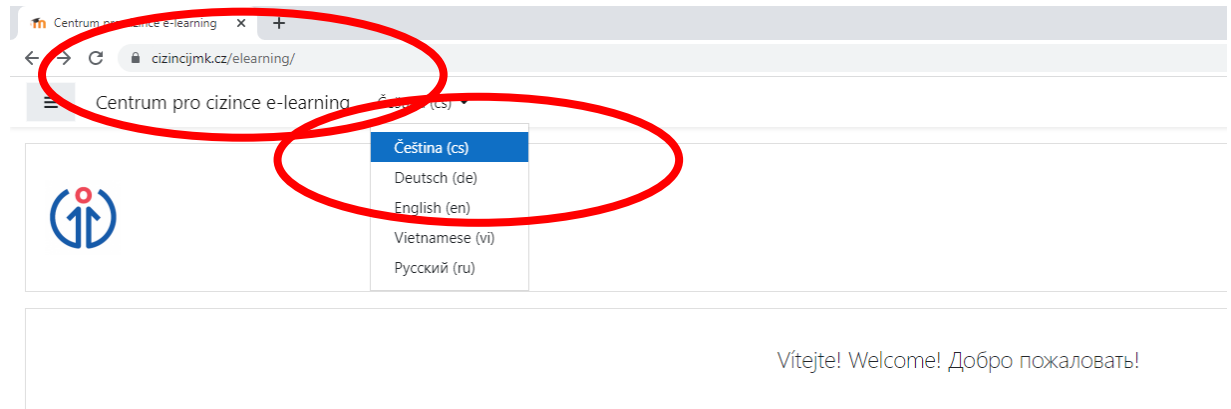 Centrum pro cizince e-learning
cizincijmk.cz/elearning/
Centrum pro cizince e-learning Čeština (cs)
Čeština (cs)
Deutsch (de)
English (en)
Vietnamese (vi)
Русский (ru)
Vítejte! Welcome! Добро пожаловать!